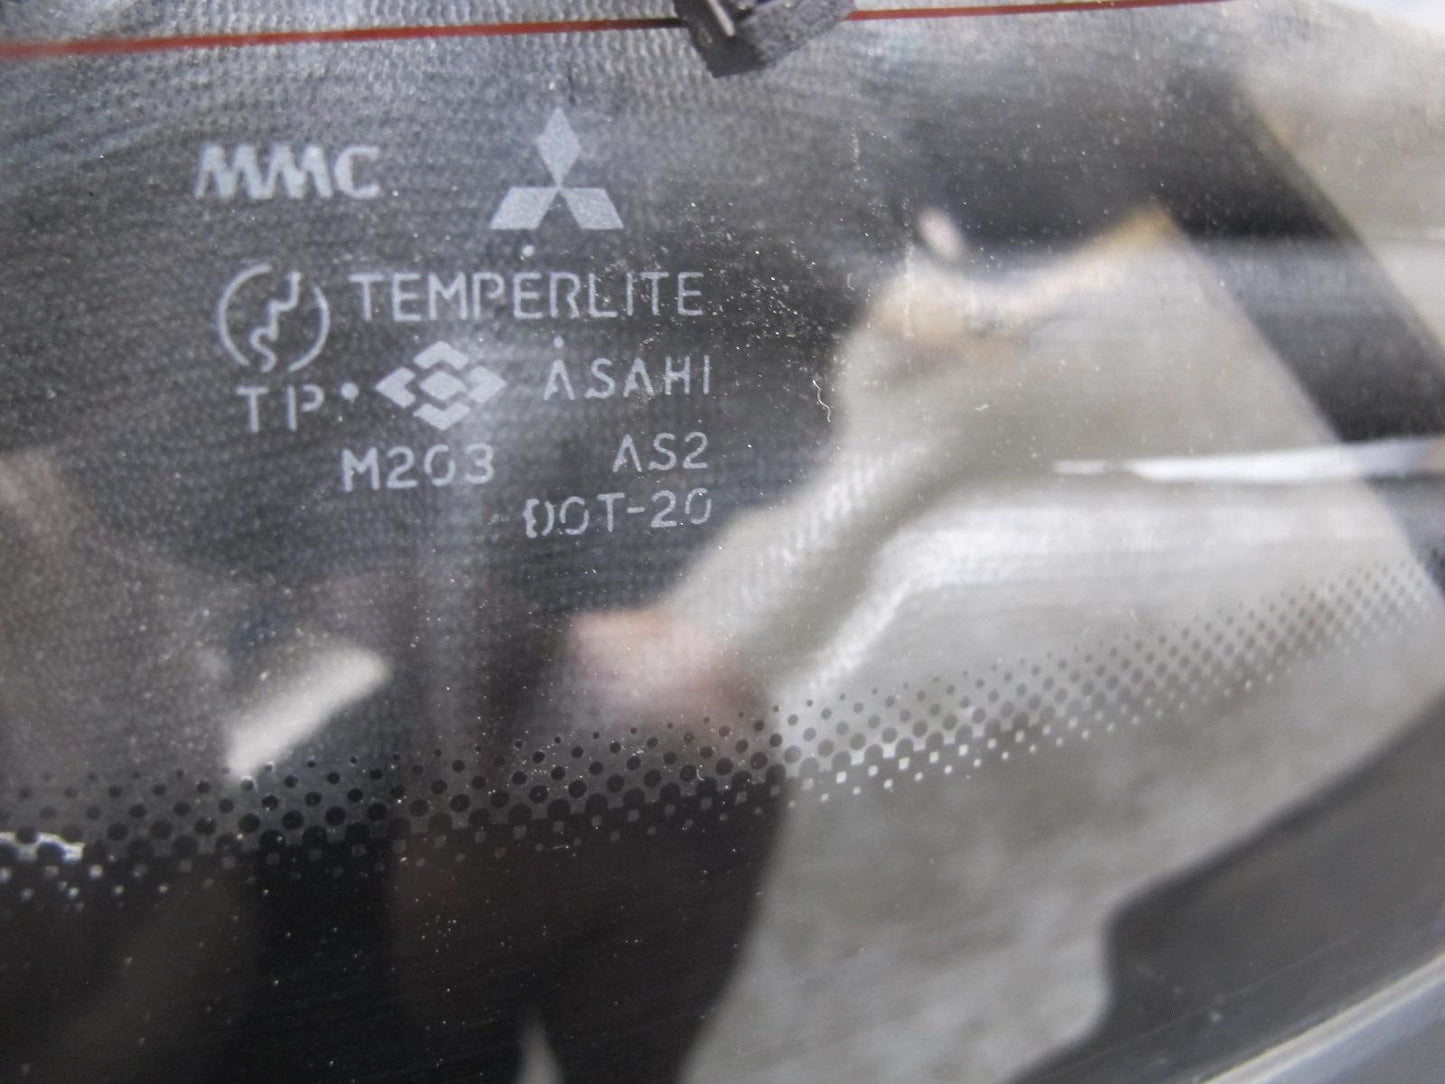 MMC
TEMPERLITE
TP
ASAHI
M203
AS2
DOT-20